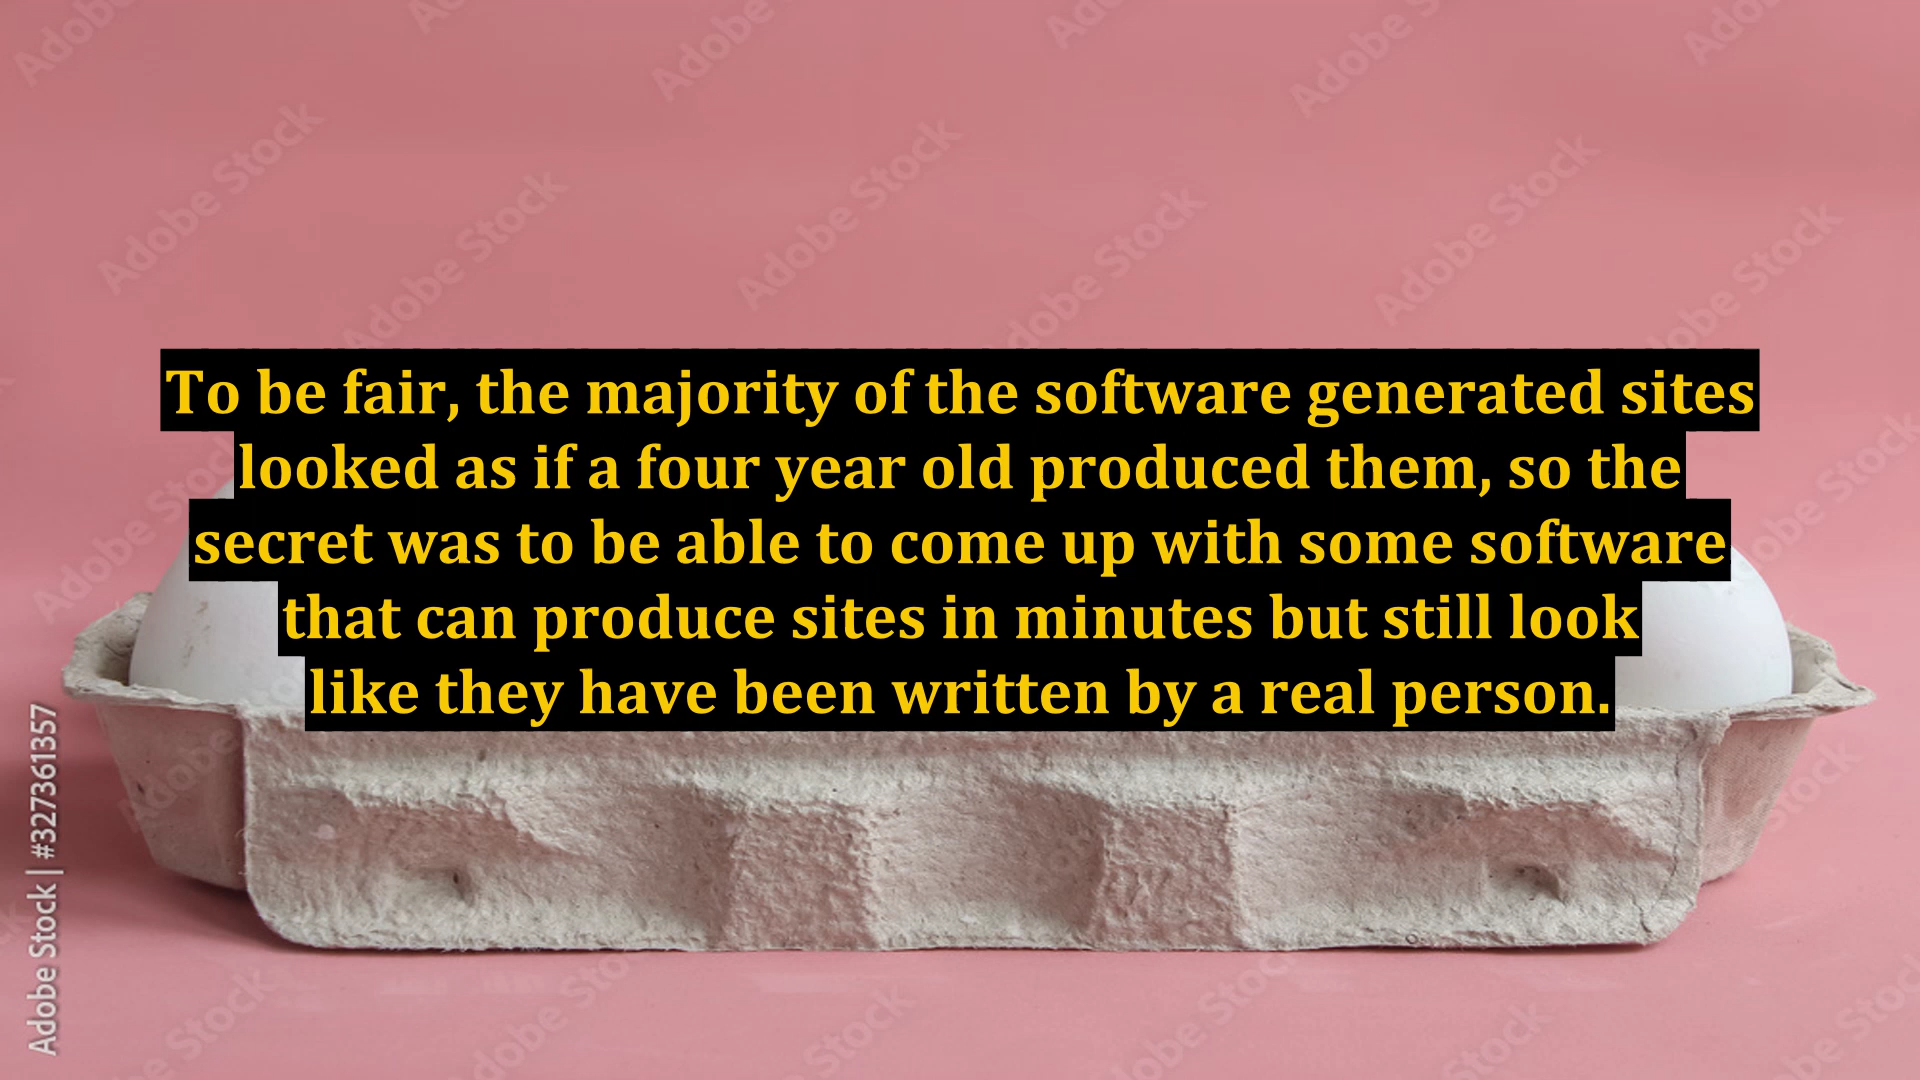 To be fair, the majority of the software generated sites
looked as if a four year old produced them, so the
secret was to be able to come up with some software
that can produce sites in minutes but still look
like they have been written by a real person.
Adobe Stock | #327361357
Adobe Stock